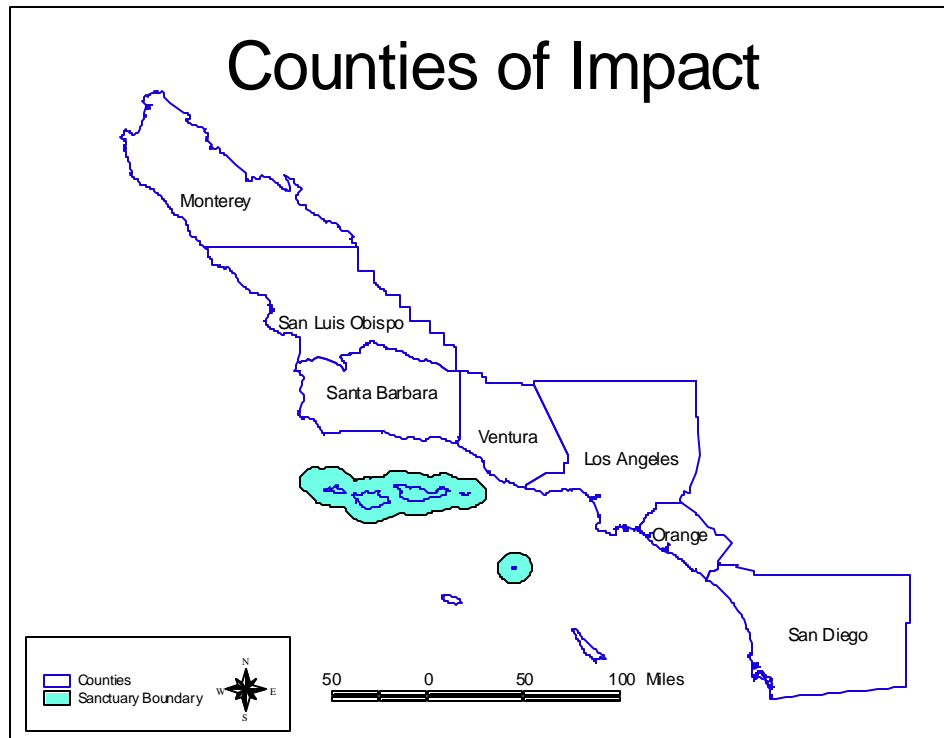 Counties of Impact
Monterey
San Luis Obispo
Santa Barbara
Ventura
Los Angeles
Orange
San Diego
Counties
Sanctuary Boundary
N
W E
S
50 0 50 100 Miles